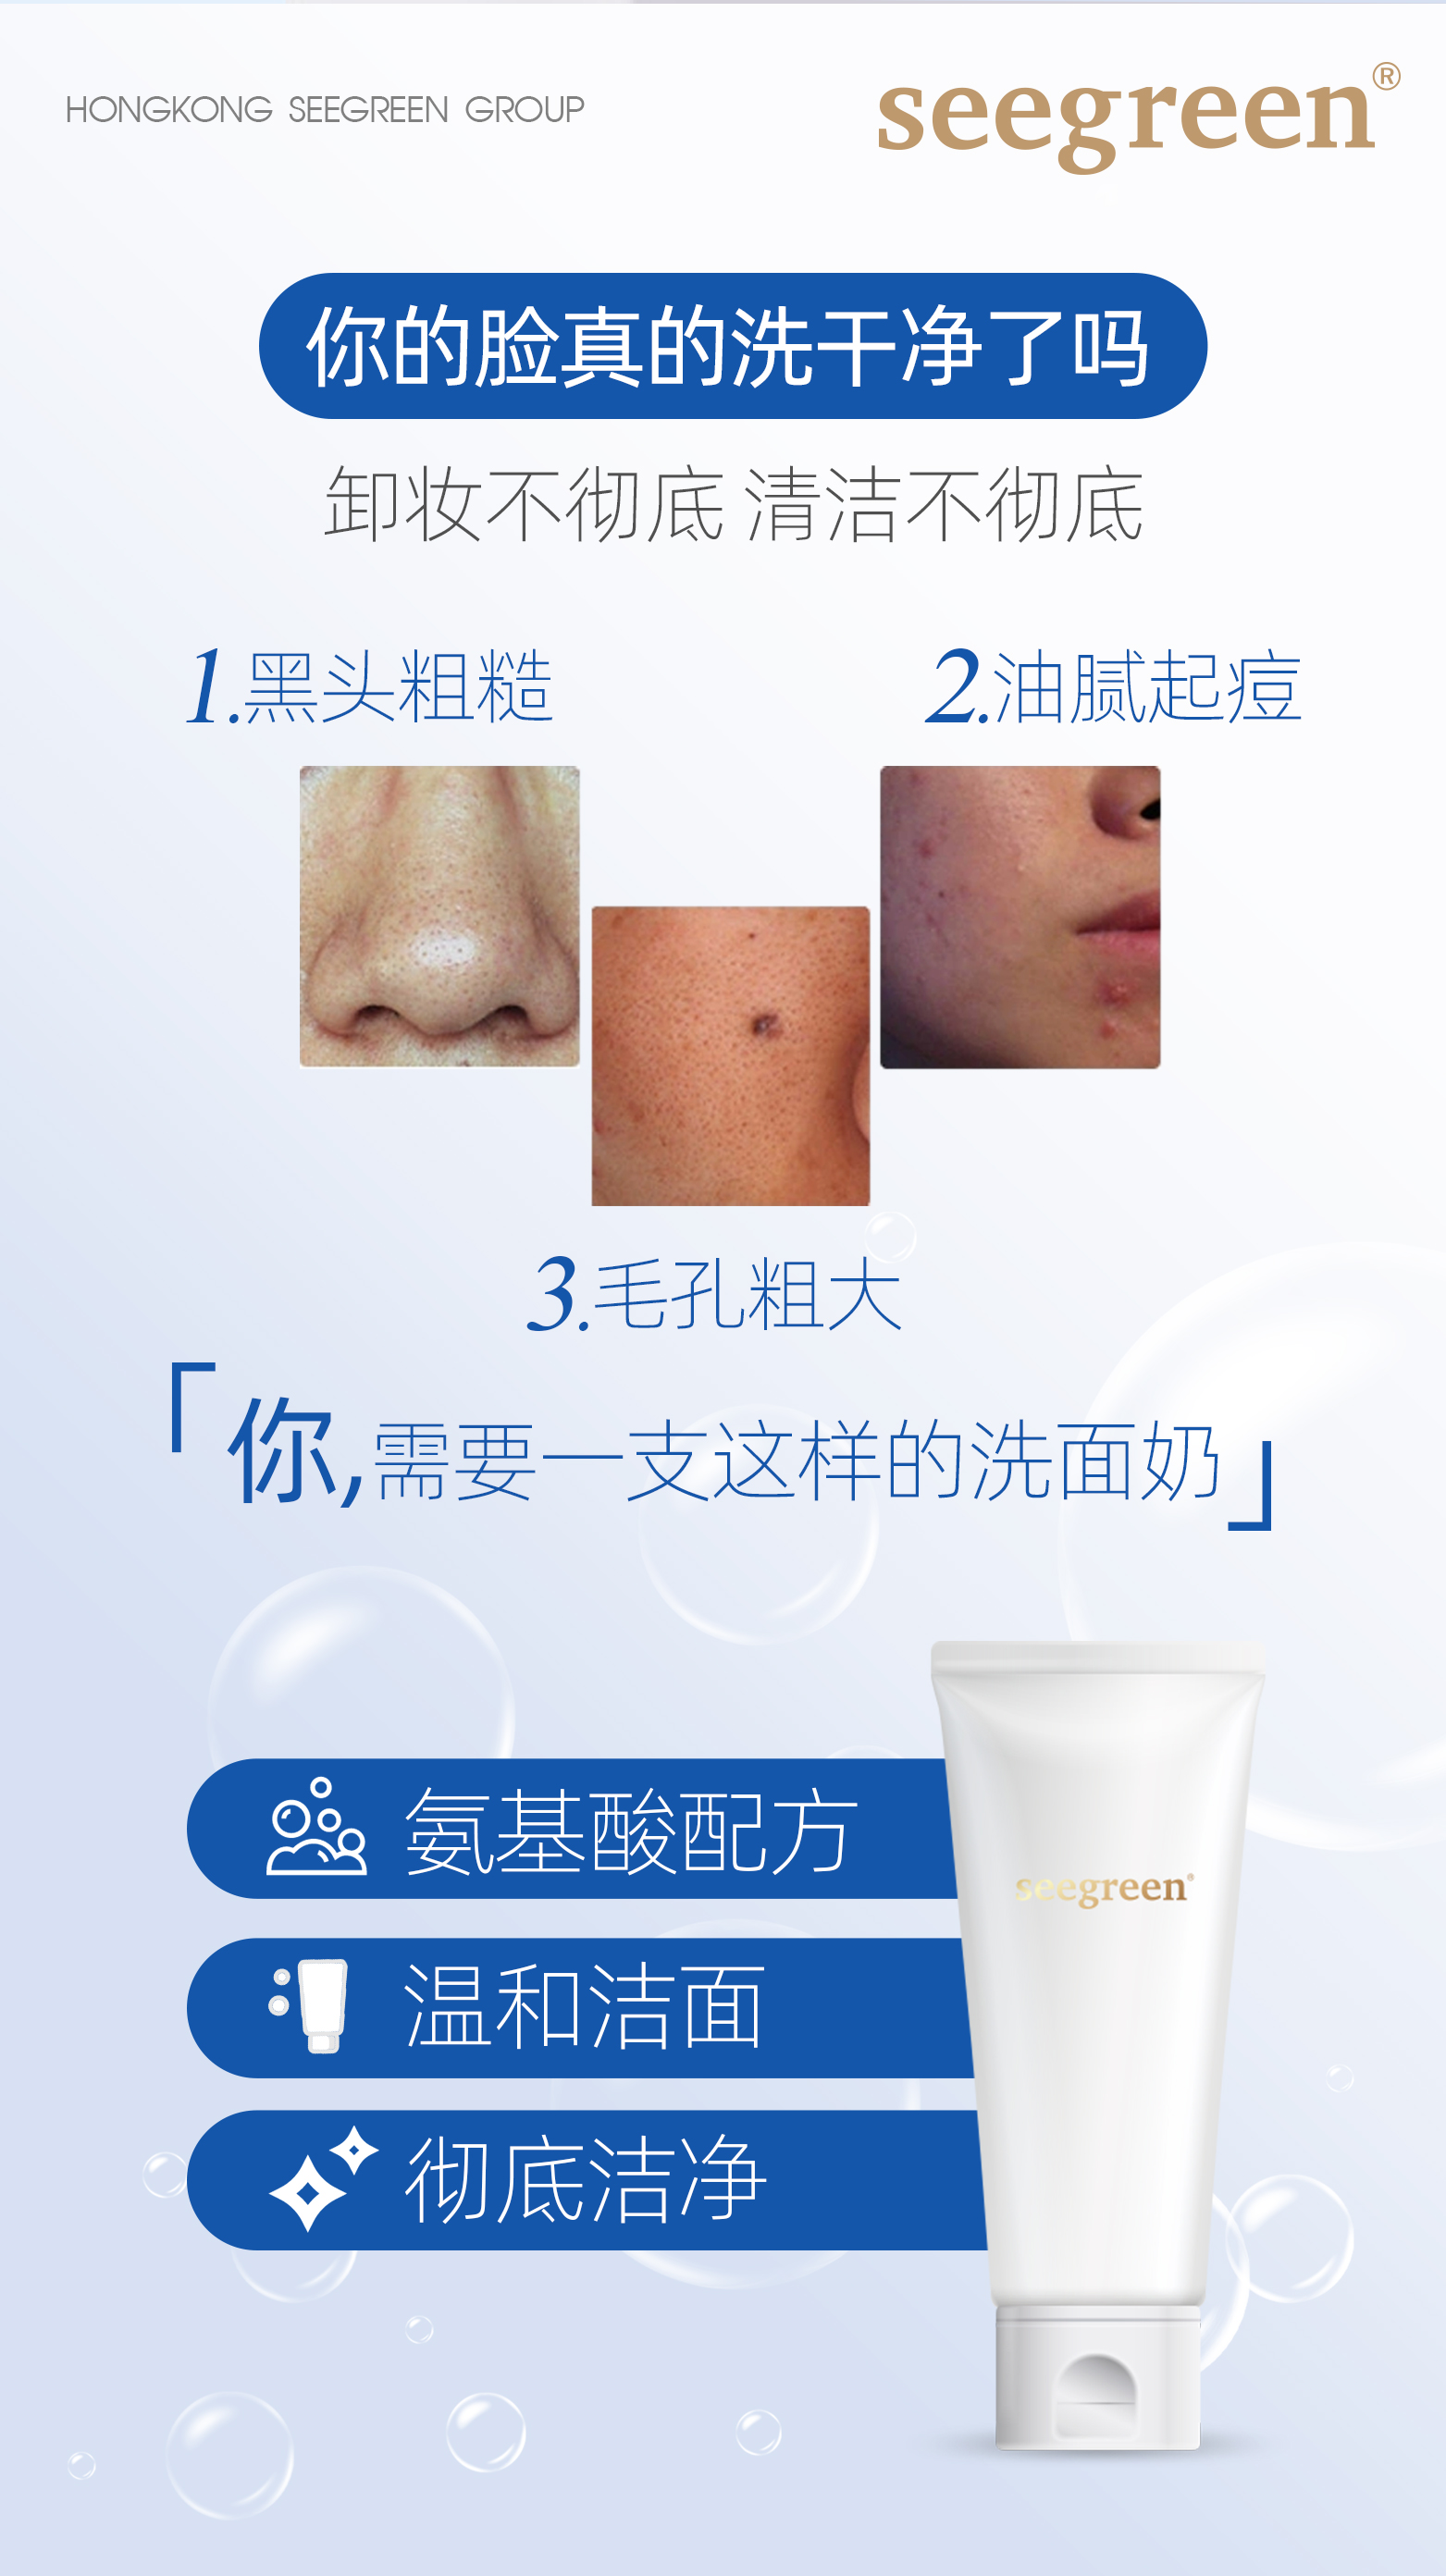 HONGKONG SEEGREEN GROUP
seegreen®
你的脸真的洗干净了吗
卸妆不彻底 清洁不彻底
1.黑头粗糙
2.油腻起痘
3.毛孔粗大
「你,需要一支这样的洗面奶」
氨基酸配方
seegreen®
温和洁面
彻底洁净